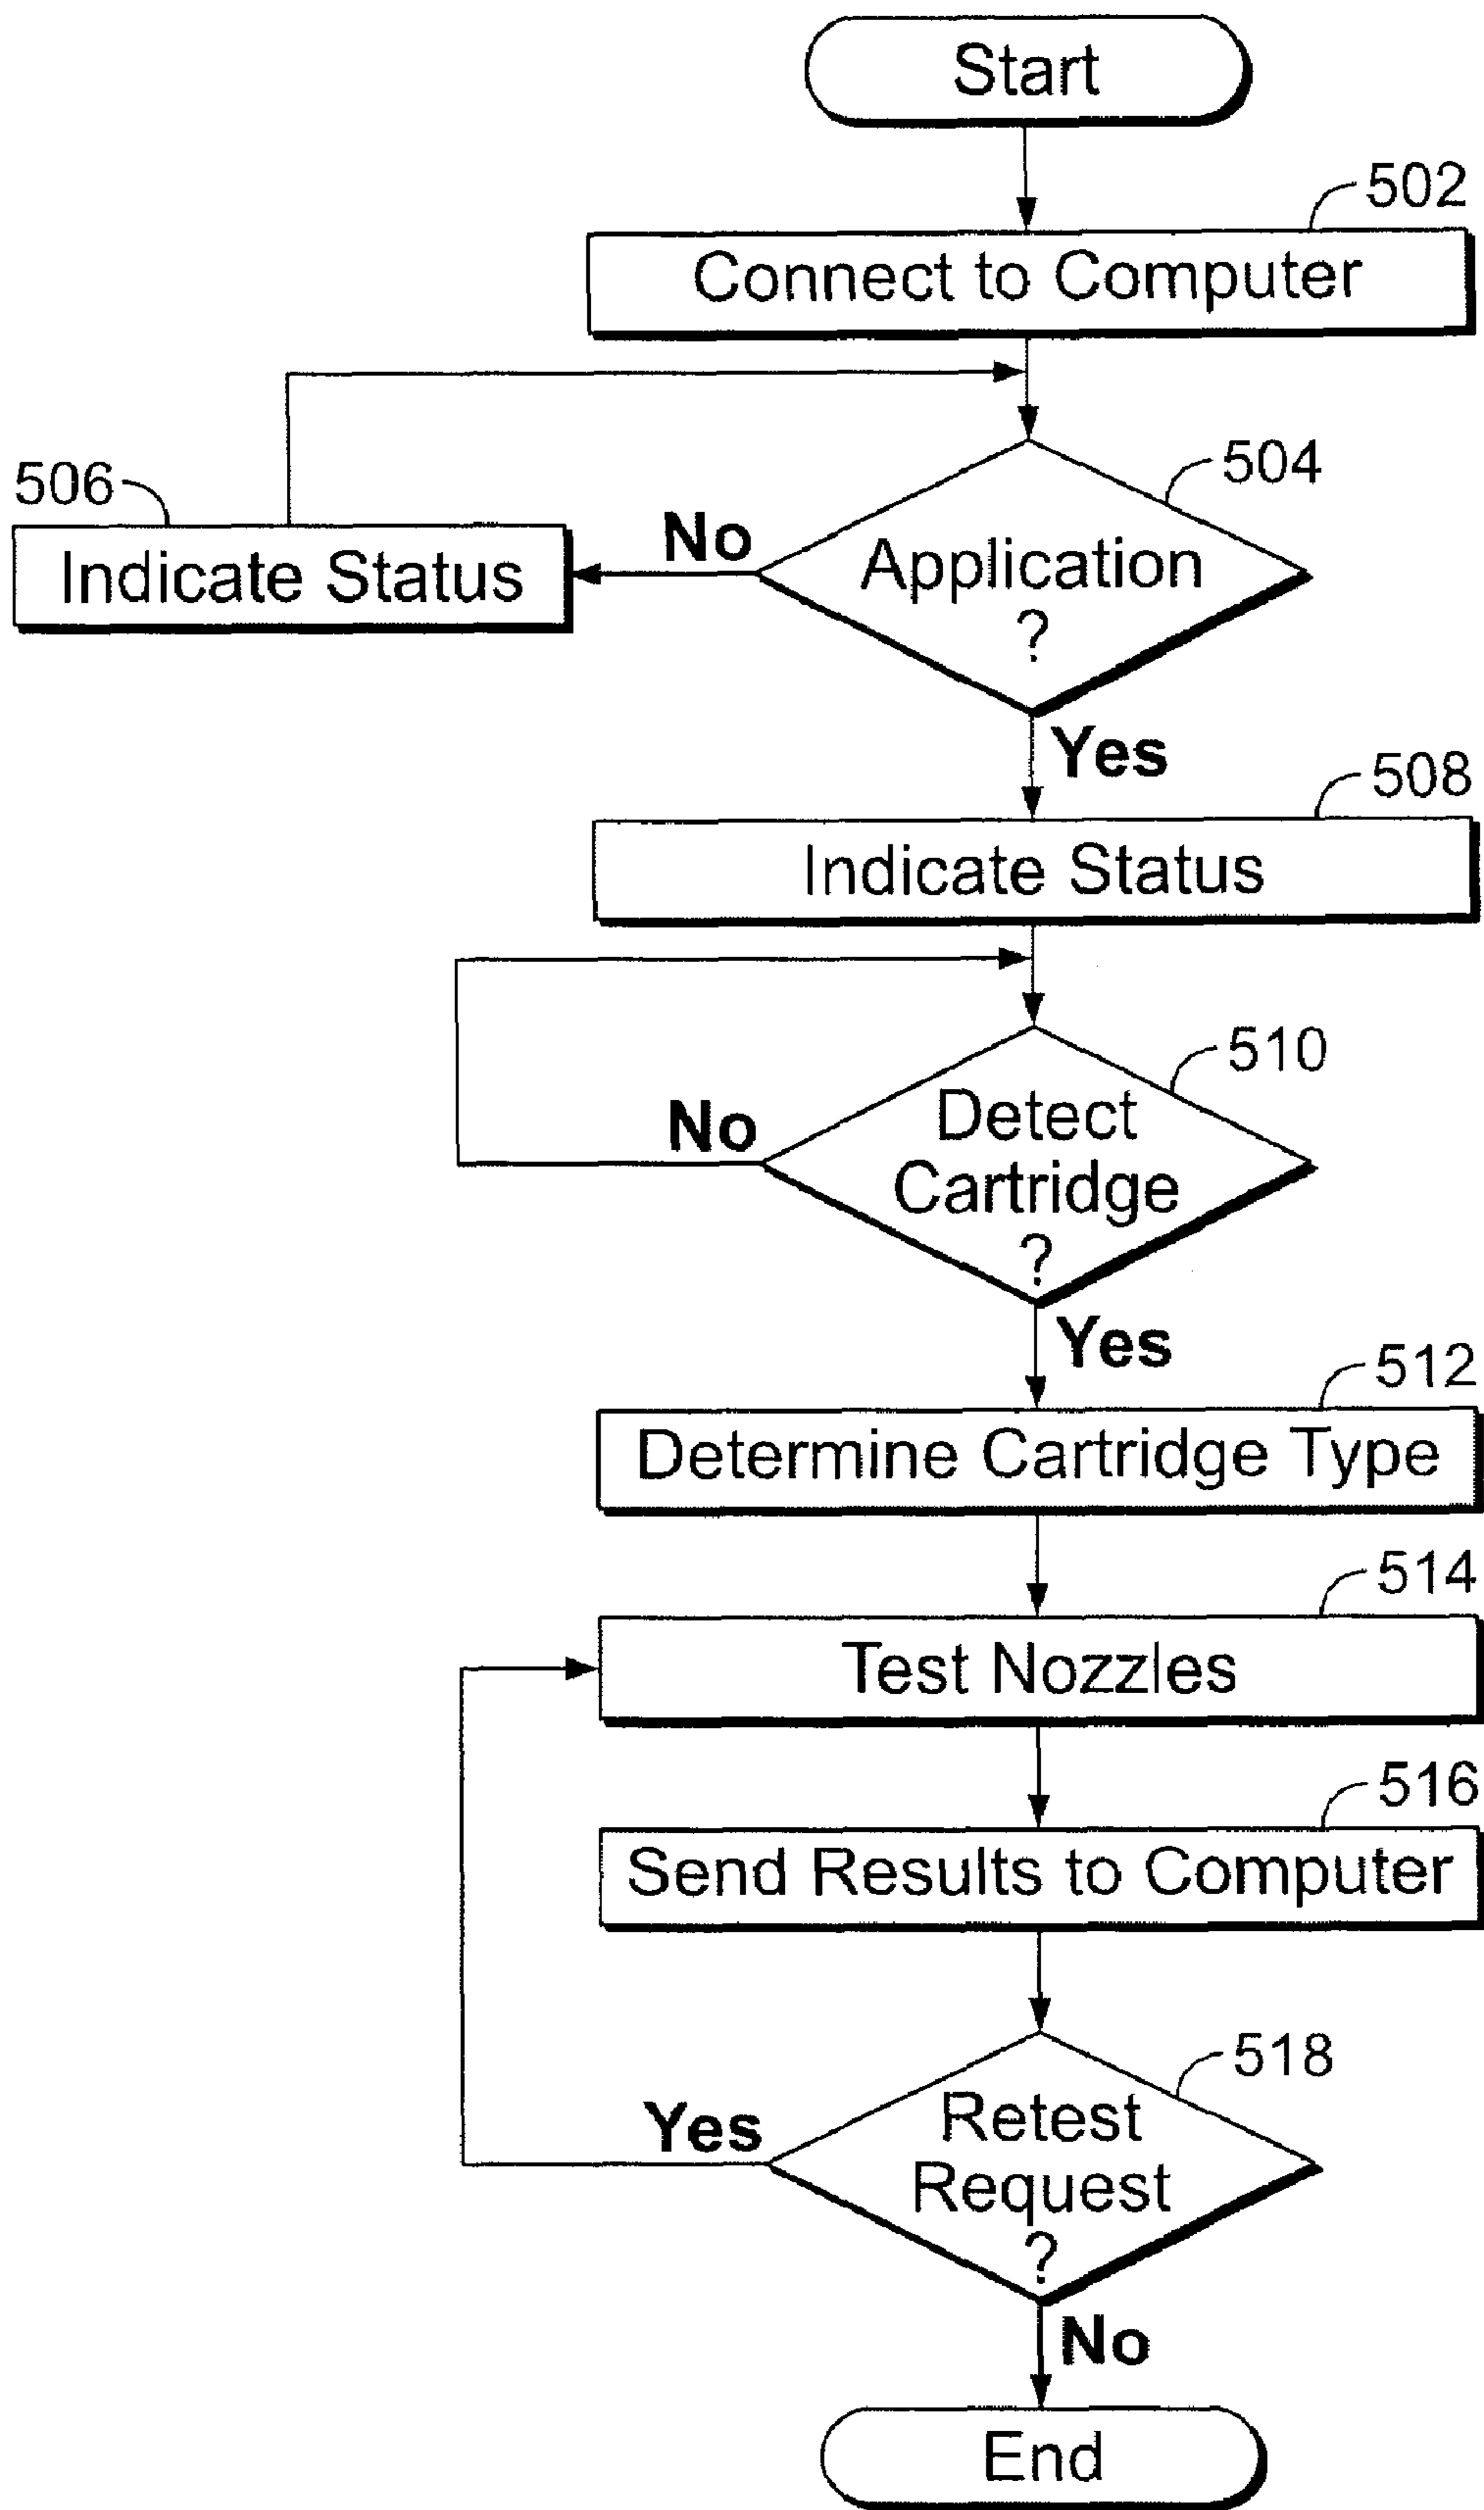 Start
502
Connect to Computer
504
506
No
Application
Indicate Status
?
Yes
508
Indicate Status
510
Detect
No
Cartridge
?
Yes
512
Determine Cartridge Type
514
Test Nozzles
516
Send Results to Computer
518
Retest
Yes
Request
?
No
End